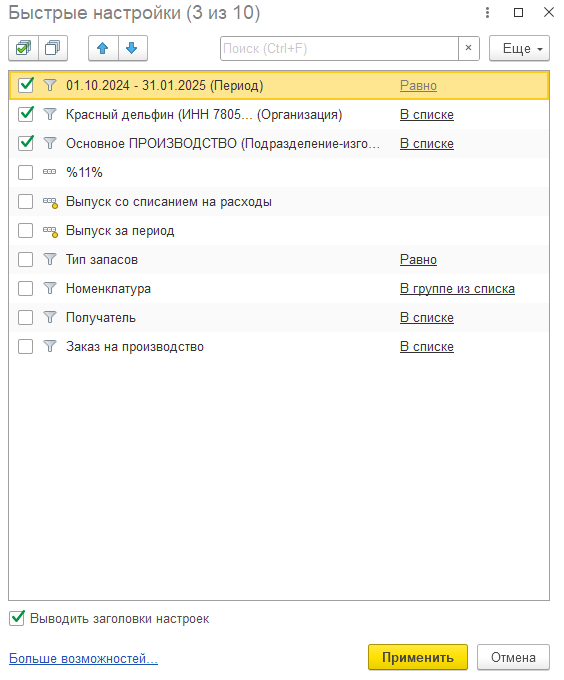 Быстрые настройки (3 из 10)
Поиск (Ctrl+F) × Еще
01.10.2024 - 31.01.2025 (Период) Равно
Красный дельфин (ИНН 7805... (Организация) В списке
Основное ПРОИЗВОДСТВО (Подразделение-изго... В списке
%11%
Выпуск со списанием на расходы
Выпуск за период
Тип запасов Равно
Номенклатура В группе из списка
Получатель В списке
Заказ на производство В списке
Выводить заголовки настроек
Больше возможностей... Применить Отмена